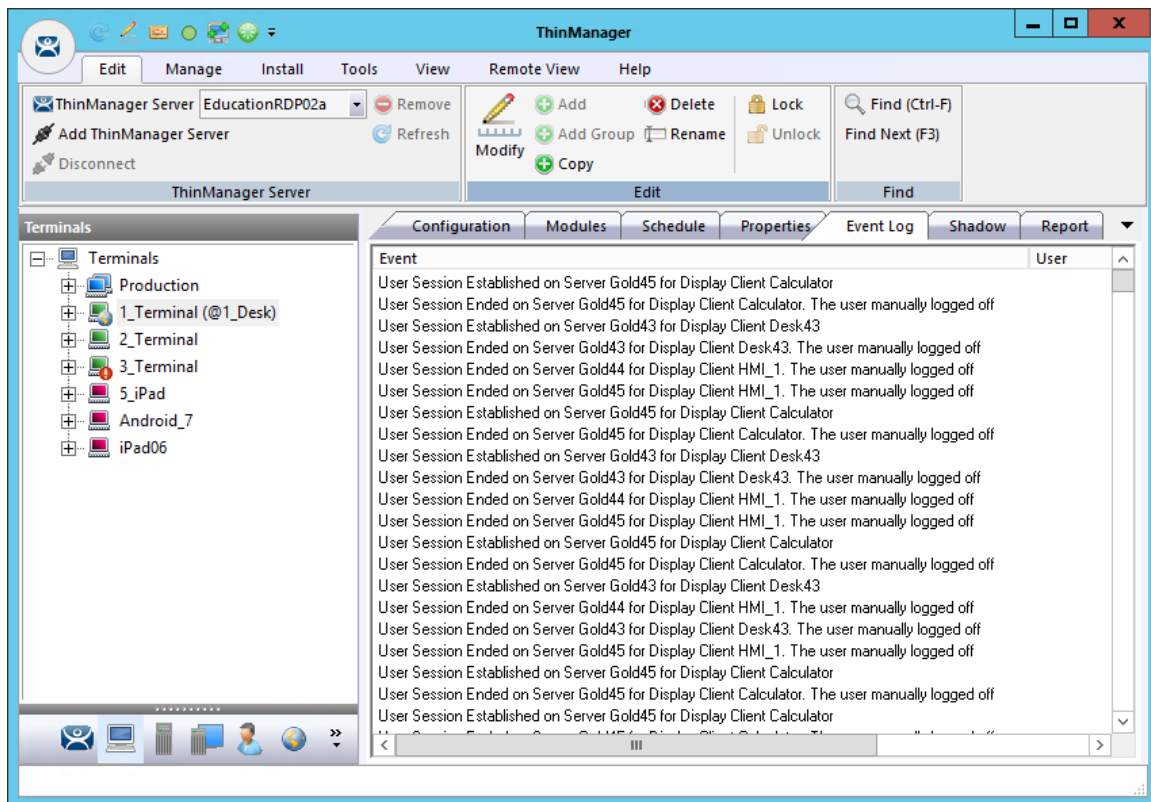 ThinManager
Edit Manage Install Tools View Remote View Help
ThinManager Server EducationRDP02a Remove
Add ThinManager Server Refresh
Disconnect
ThinManager Server
Modify
Add Delete Lock
Add Group Rename Unlock
Copy
Edit
Find (Ctrl-F)
Find Next (F3)
Find
Terminals
Terminals
Production
1_Terminal (@1_Desk)
2_Terminal
3_Terminal
5_iPad
Android_7
iPad06
Configuration Modules Schedule Properties Event Log Shadow Report
Event User
User Session Established on Server Gold45 for Display Client Calculator
User Session Ended on Server Gold45 for Display Client Calculator. The user manually logged off
User Session Established on Server Gold43 for Display Client Desk43
User Session Ended on Server Gold43 for Display Client Desk43. The user manually logged off
User Session Ended on Server Gold44 for Display Client HMI_1. The user manually logged off
User Session Ended on Server Gold45 for Display Client HMI_1. The user manually logged off
User Session Established on Server Gold45 for Display Client Calculator
User Session Ended on Server Gold45 for Display Client Calculator. The user manually logged off
User Session Established on Server Gold43 for Display Client Desk43
User Session Ended on Server Gold43 for Display Client Desk43. The user manually logged off
User Session Ended on Server Gold44 for Display Client HMI_1. The user manually logged off
User Session Ended on Server Gold45 for Display Client HMI_1. The user manually logged off
User Session Established on Server Gold45 for Display Client Calculator
User Session Ended on Server Gold45 for Display Client Calculator. The user manually logged off
User Session Established on Server Gold43 for Display Client Desk43
User Session Ended on Server Gold44 for Display Client HMI_1. The user manually logged off
User Session Ended on Server Gold43 for Display Client Desk43. The user manually logged off
User Session Ended on Server Gold45 for Display Client HMI_1. The user manually logged off
User Session Established on Server Gold45 for Display Client Calculator
User Session Ended on Server Gold45 for Display Client Calculator. The user manually logged off
User Session Established on Server Gold45 for Display Client Calculator